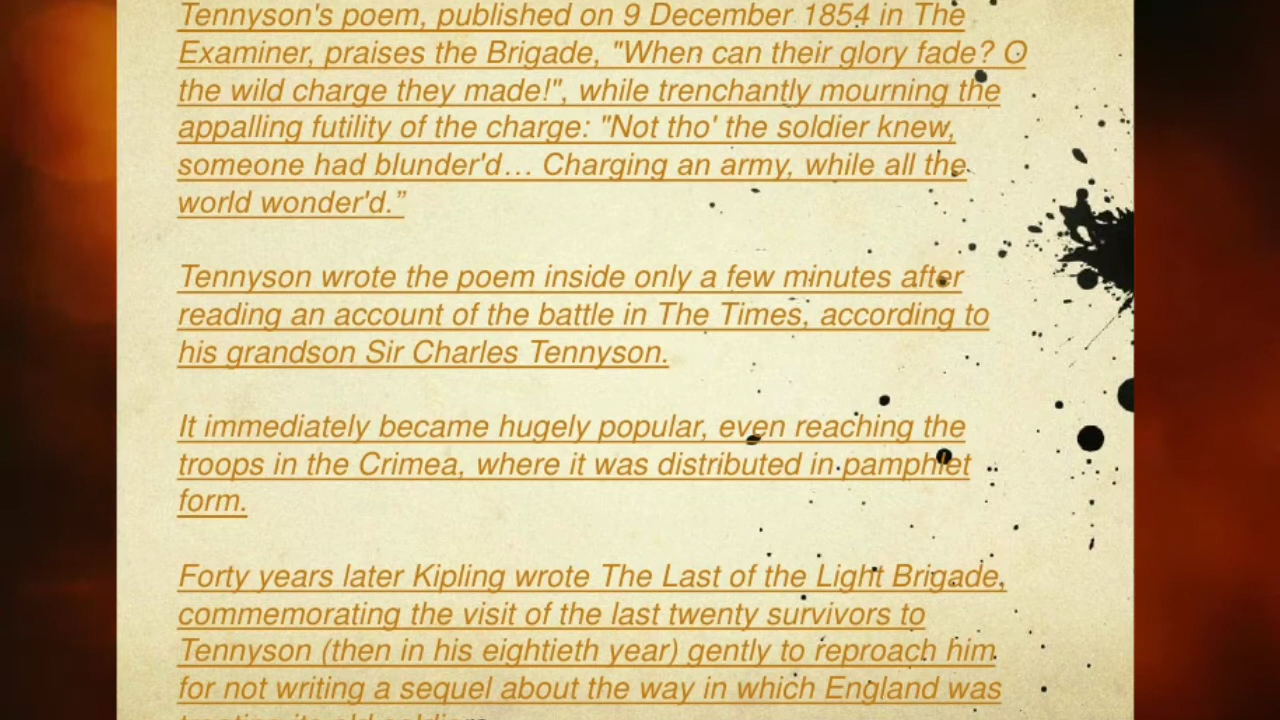 Tennyson's poem, published on 9 December 1854 in The
Examiner, praises the Brigade, "When can their glory fade? O
the wild charge they made!", while trenchantly mourning the
appalling futility of the charge: "Not tho' the soldier knew,
someone had blunder'd… Charging an army, while all the
world wonder'd.”
Tennyson wrote the poem inside only a few minutes after
reading an account of the battle in The Times, according to
his grandson Sir Charles Tennyson.
It immediately became hugely popular, even reaching the
troops in the Crimea, where it was distributed in pamphlet
form.
Forty years later Kipling wrote The Last of the Light Brigade,
commemorating the visit of the last twenty survivors to
Tennyson (then in his eightieth year) gently to reproach him
for not writing a sequel about the way in which England was